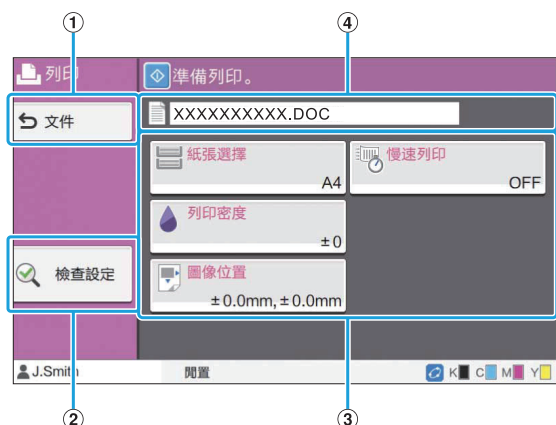 ① ④
列印 準備列印。
文件 XXXXXXXXXX.DOC
紙張選擇 慢速列印
A4 OFF
列印密度
±0
檢查設定 圖像位置
±0.0mm, ±0.0mm
J.Smith 閒置 K C M Y
② ③